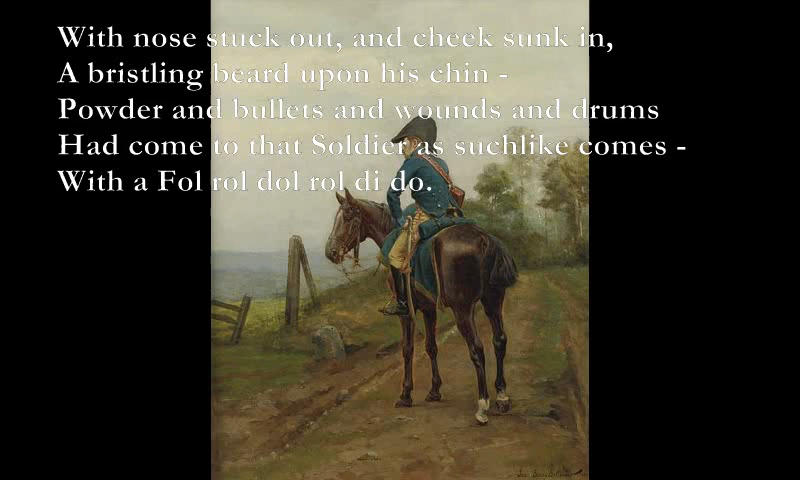 With nose stuck out, and cheek sunk in,
A bristling beard upon his chin -
Powder and bullets and wounds and drums
Had come to that Soldier as suchlike comes -
With a Fol rol dol rol di do.